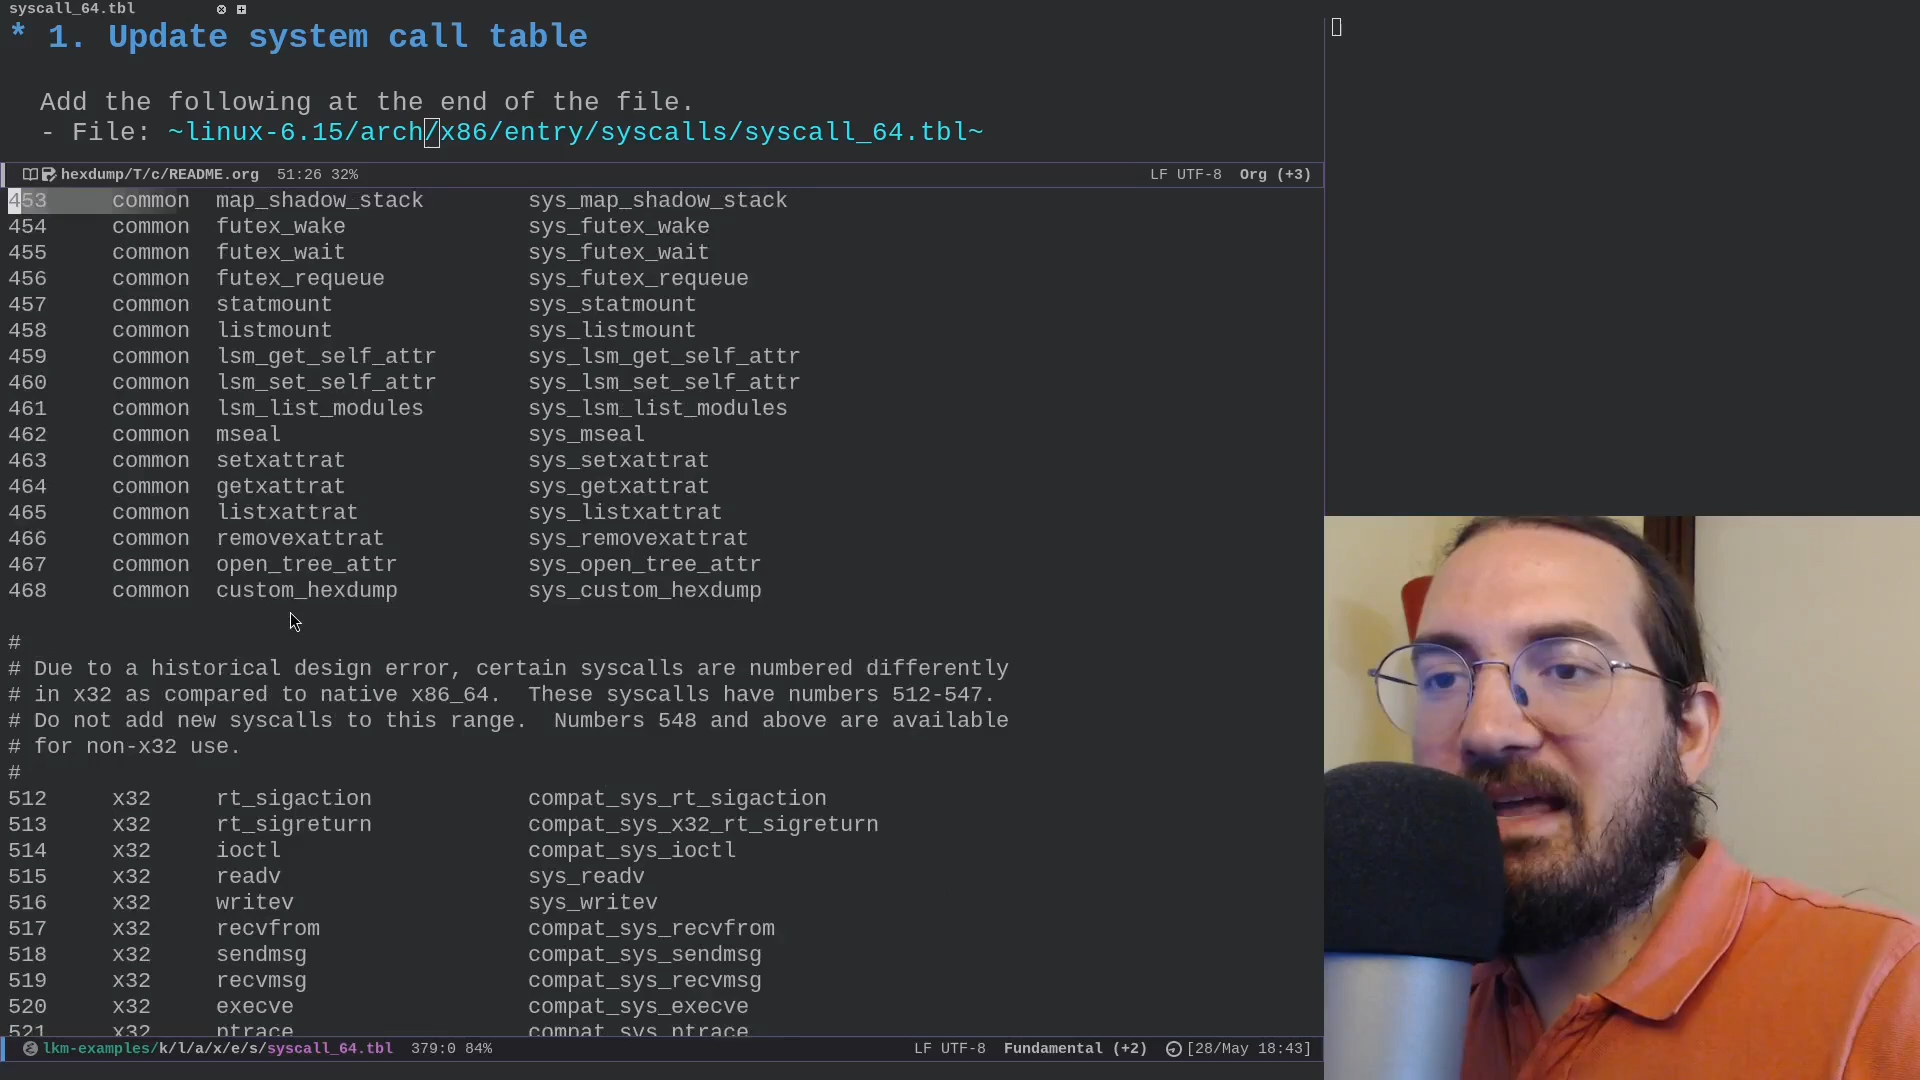 syscall_64.tbl
* 1. Update system call table
Add the following at the end of the file.
- File: ~linux-6.15/arch/x86/entry/syscalls/syscall_64.tbl~
hexdump/T/c/README.org 51:26 32% LF UTF-8 Org (+3)
453 common map_shadow_stack sys_map_shadow_stack
454 common futex_wake sys_futex_wake
455 common futex_wait sys_futex_wait
456 common futex_requeue sys_futex_requeue
457 common statmount sys_statmount
458 common listmount sys_listmount
459 common lsm_get_self_attr sys_lsm_get_self_attr
460 common lsm_set_self_attr sys_lsm_set_self_attr
461 common lsm_list_modules sys_lsm_list_modules
462 common mseal sys_mseal
463 common setxattrat sys_setxattrat
464 common getxattrat sys_getxattrat
465 common listxattrat sys_listxattrat
466 common removexattrat sys_removexattrat
467 common open_tree_attr sys_open_tree_attr
468 common custom_hexdump sys_custom_hexdump
#
# Due to a historical design error, certain syscalls are numbered differently
# in x32 as compared to native x86_64. These syscalls have numbers 512-547.
# Do not add new syscalls to this range. Numbers 548 and above are available
# for non-x32 use.
#
512 x32 rt_sigaction compat_sys_rt_sigaction
513 x32 rt_sigreturn compat_sys_x32_rt_sigreturn
514 x32 ioctl compat_sys_ioctl
515 x32 readv sys_readv
516 x32 writev sys_writev
517 x32 recvfrom compat_sys_recvfrom
518 x32 sendmsg compat_sys_sendmsg
519 x32 recvmsg compat_sys_recvmsg
520 x32 execve compat_sys_execve
521 x32 ptrace compat_sys_ptrace
lkm-examples/k/l/a/x/e/s/syscall_64.tbl 379:0 84% LF UTF-8 Fundamental (+2) [28/May 18:43]